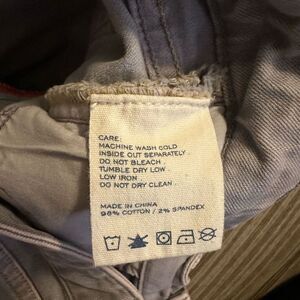 CARE:
MACHINE WASH COLD
INSIDE OUT SEPARATELY.
DO NOT BLEACH.
TUMBLE DRY LOW.
LOW IRON
DO NOT DRY CLEAN.
MADE IN CHINA
98% COTTON / 2% SPANDEX